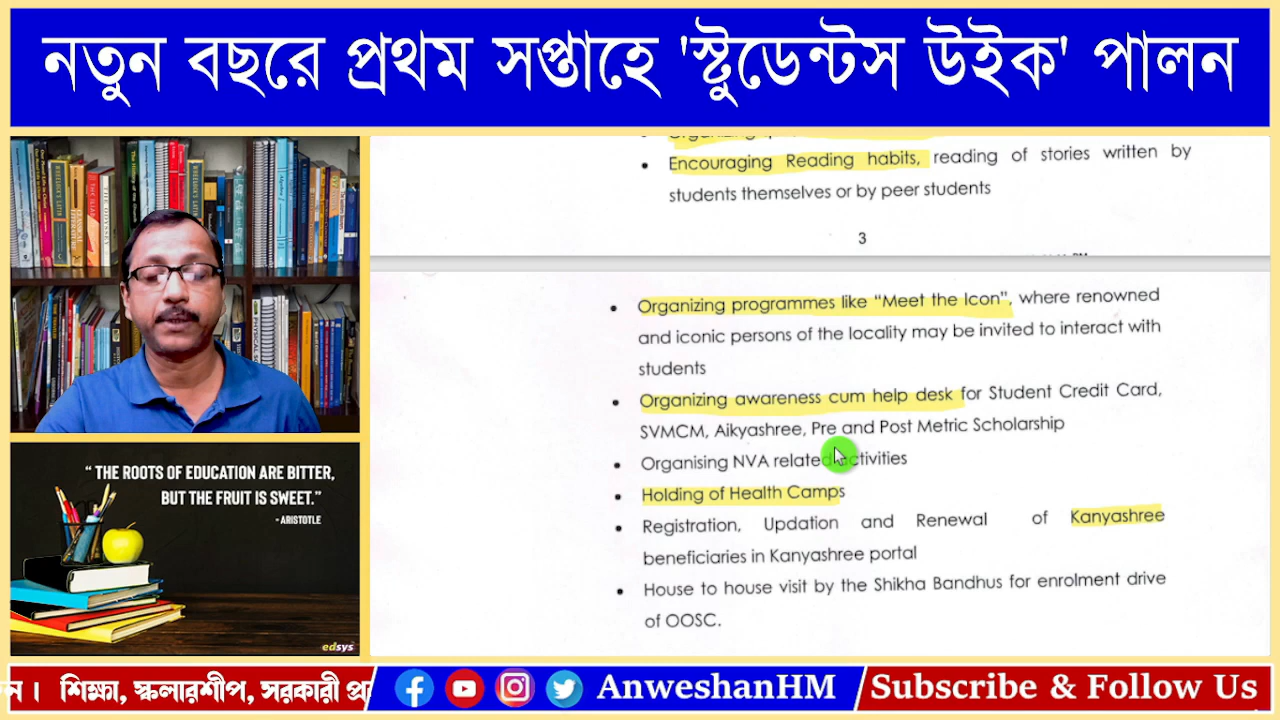 নতুন বছরে প্রথম সপ্তাহে 'স্টুডেন্টস উইক' পালন
Organizing
Encouraging Reading habits, reading of stories written by
students themselves or by peer students
3
Organizing programmes like “Meet the Icon”, where renowned
and iconic persons of the locality may be invited to interact with
students
Organizing awareness cum help desk for Student Credit Card,
SVMCM, Aikyashree, Pre and Post Metric Scholarship
Organising NVA related activities
Holding of Health Camps
Registration, Updation and Renewal of Kanyashree
beneficiaries in Kanyashree portal
House to house visit by the Shikha Bandhus for enrolment drive
of OOSC.
“ THE ROOTS OF EDUCATION ARE BITTER,
BUT THE FRUIT IS SWEET.”
- ARISTOTLE
edsys
শিক্ষা, স্কলারশীপ, সরকারী
AnweshanHM
Subscribe & Follow Us